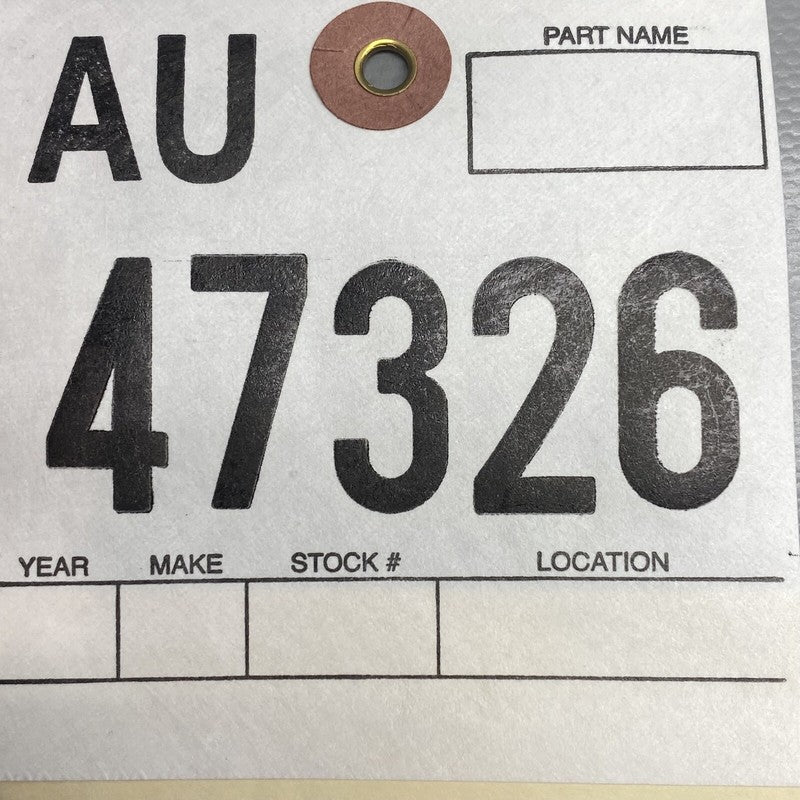 AU
PART NAME
47326
YEAR MAKE STOCK # LOCATION